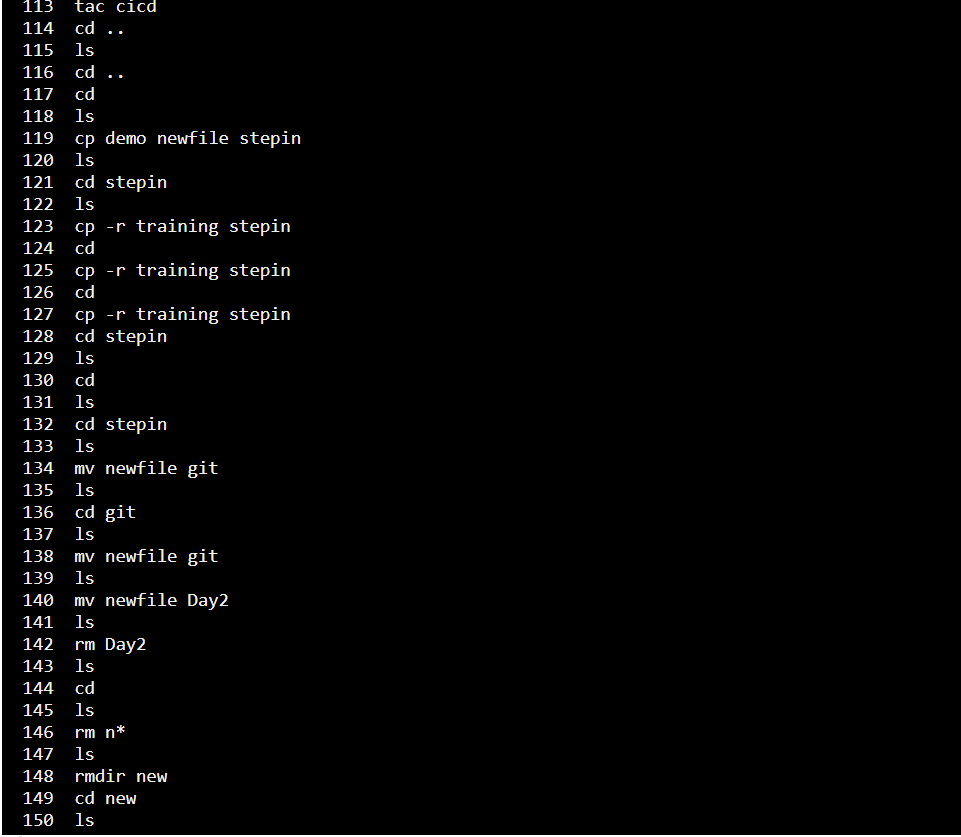 113 tac cicd
114 cd ..
115 ls
116 cd ..
117 cd
118 ls
119 cp demo newfile stepin
120 ls
121 cd stepin
122 ls
123 cp -r training stepin
124 cd
125 cp -r training stepin
126 cd
127 cp -r training stepin
128 cd stepin
129 ls
130 cd
131 ls
132 cd stepin
133 ls
134 mv newfile git
135 ls
136 cd git
137 ls
138 mv newfile git
139 ls
140 mv newfile Day2
141 ls
142 rm Day2
143 ls
144 cd
145 ls
146 rm n*
147 ls
148 rmdir new
149 cd new
150 ls